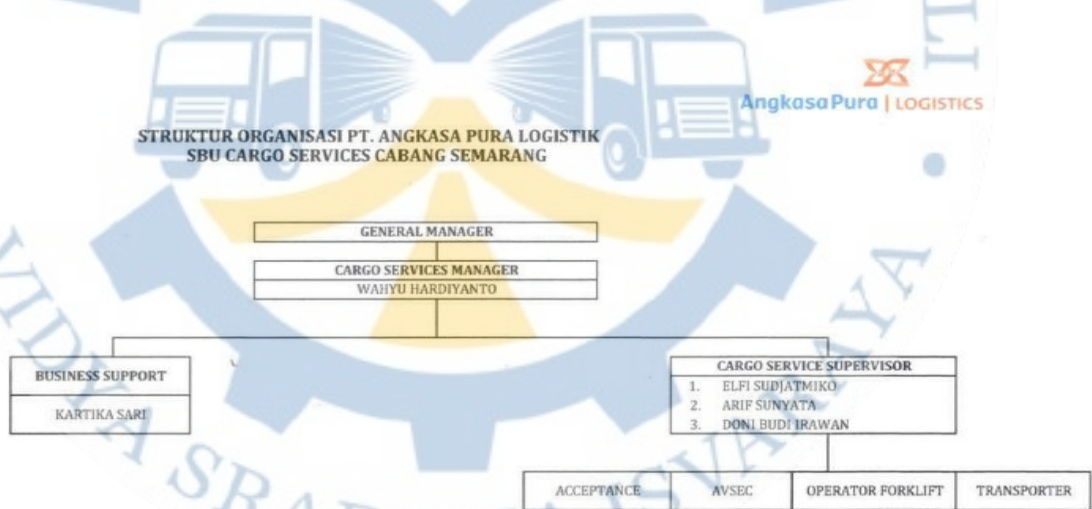 AngkasaPura | LOGISTICS
STRUKTUR ORGANISASI PT. ANGKASA PURA LOGISTIK
SBU CARGO SERVICES CABANG SEMARANG
GENERAL MANAGER
CARGO SERVICES MANAGER
WAHYU HARDIYANTO
BUSINESS SUPPORT
KARTIKA SARI
CARGO SERVICE SUPERVISOR
1. ELFI SUDJATMIKO
2. ARIF SUNYATA
3. DONI BUDI IRAWAN
ACCEPTANCE AVSEC OPERATOR FORKLIFT TRANSPORTER